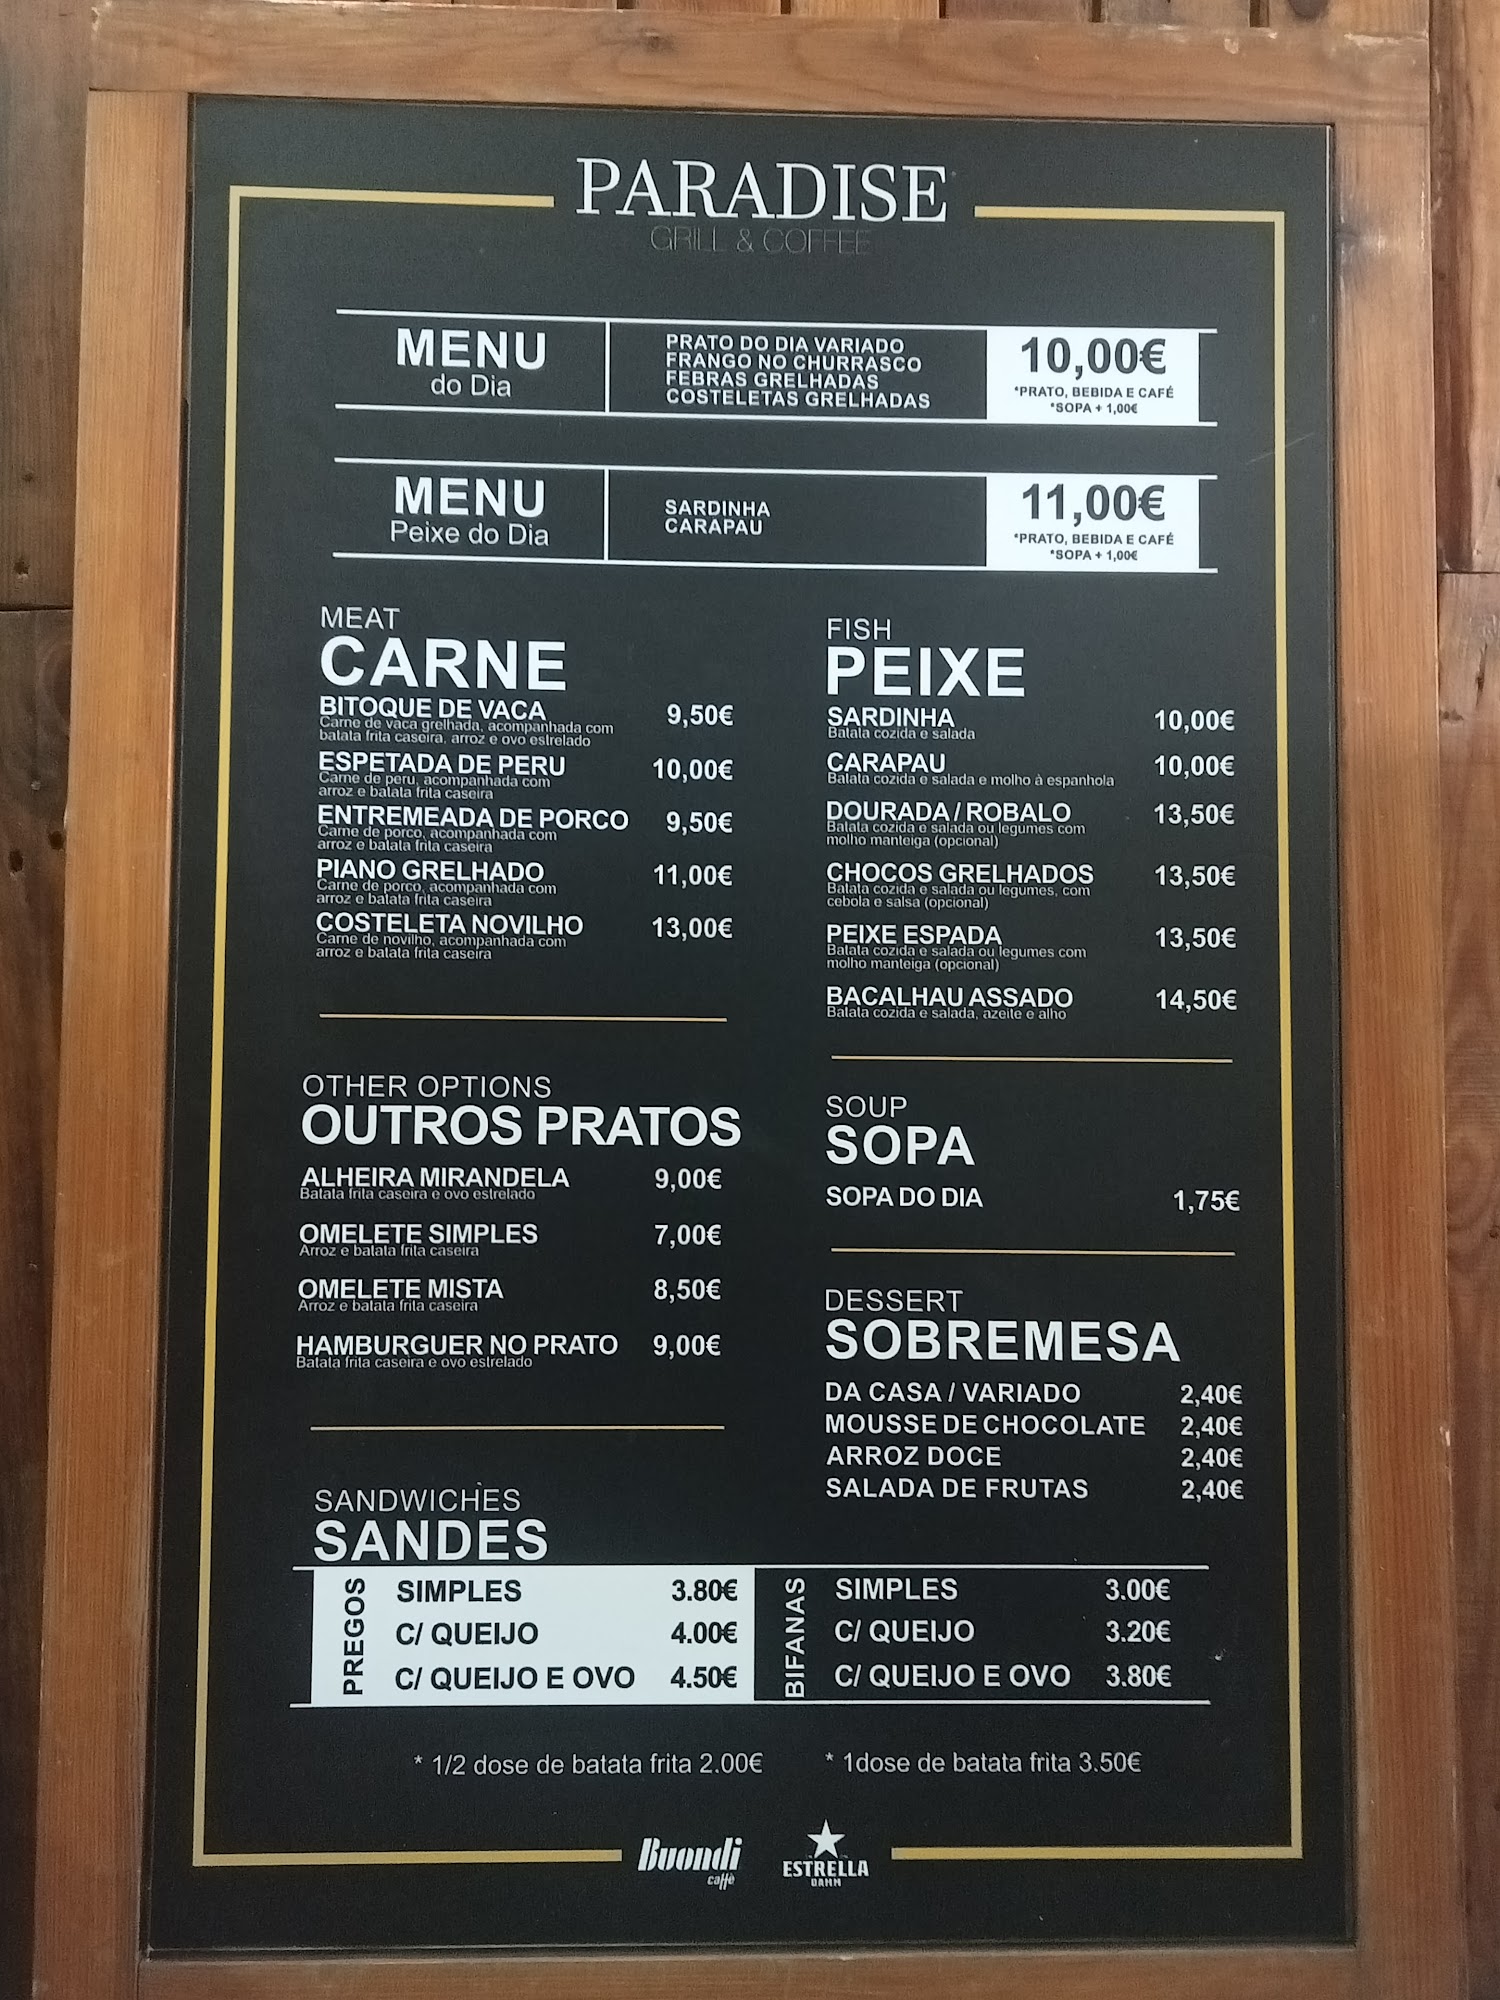 PARADISE
GRILL & COFFEE
MENU
do Dia
PRATO DO DIA VARIADO
FRANGO NO CHURRASCO
FEBRAS GRELHADAS
COSTELETAS GRELHADAS
10,00€
*PRATO, BEBIDA E CAFÉ
*SOPA + 1,00€
MENU
Peixe do Dia
SARDINHA
CARAPAU
11,00€
*PRATO, BEBIDA E CAFÉ
*SOPA + 1,00€
MEAT
CARNE
BITOQUE DE VACA 9,50€
Carne de vaca grelhada, acompanhada com
batata frita caseira, arroz e ovo estrelado
ESPETADA DE PERU 10,00€
Carne de peru, acompanhada com
arroz e batata frita caseira
ENTREMEADA DE PORCO 9,50€
Carne de porco, acompanhada com
arroz e batata frita caseira
PIANO GRELHADO 11,00€
Carne de porco, acompanhada com
arroz e batata frita caseira
COSTELETA NOVILHO 13,00€
Carne de novilho, acompanhada com
arroz e batata frita caseira
OTHER OPTIONS
OUTROS PRATOS
ALHEIRA MIRANDELA 9,00€
Batata frita caseira e ovo estrelado
OMELETE SIMPLES 7,00€
Arroz e batata frita caseira
OMELETE MISTA 8,50€
Arroz e batata frita caseira
HAMBURGUER NO PRATO 9,00€
Batata frita caseira e ovo estrelado
FISH
PEIXE
SARDINHA 10,00€
Batata cozida e salada
CARAPAU 10,00€
Batata cozida e salada e molho à espanhola
DOURADA / ROBALO 13,50€
Batata cozida e salada ou legumes com
molho manteiga (opcional)
CHOCOS GRELHADOS 13,50€
Batata cozida e salada ou legumes, com
cebola e salsa (opcional)
PEIXE ESPADA 13,50€
Batata cozida e salada ou legumes com
molho manteiga (opcional)
BACALHAU ASSADO 14,50€
Batata cozida e salada, azeite e alho
SOUP
SOPA
SOPA DO DIA 1,75€
DESSERT
SOBREMESA
DA CASA / VARIADO 2,40€
MOUSSE DE CHOCOLATE 2,40€
ARROZ DOCE 2,40€
SALADA DE FRUTAS 2,40€
SANDWICHES
SANDES
PREGOS
SIMPLES 3.80€
C/ QUEIJO 4.00€
C/ QUEIJO E OVO 4.50€
BIFANAS
SIMPLES 3.00€
C/ QUEIJO 3.20€
C/ QUEIJO E OVO 3.80€
* 1/2 dose de batata frita 2.00€
* 1dose de batata frita 3.50€
Buondi
caffè
ESTRELLA
DAMM